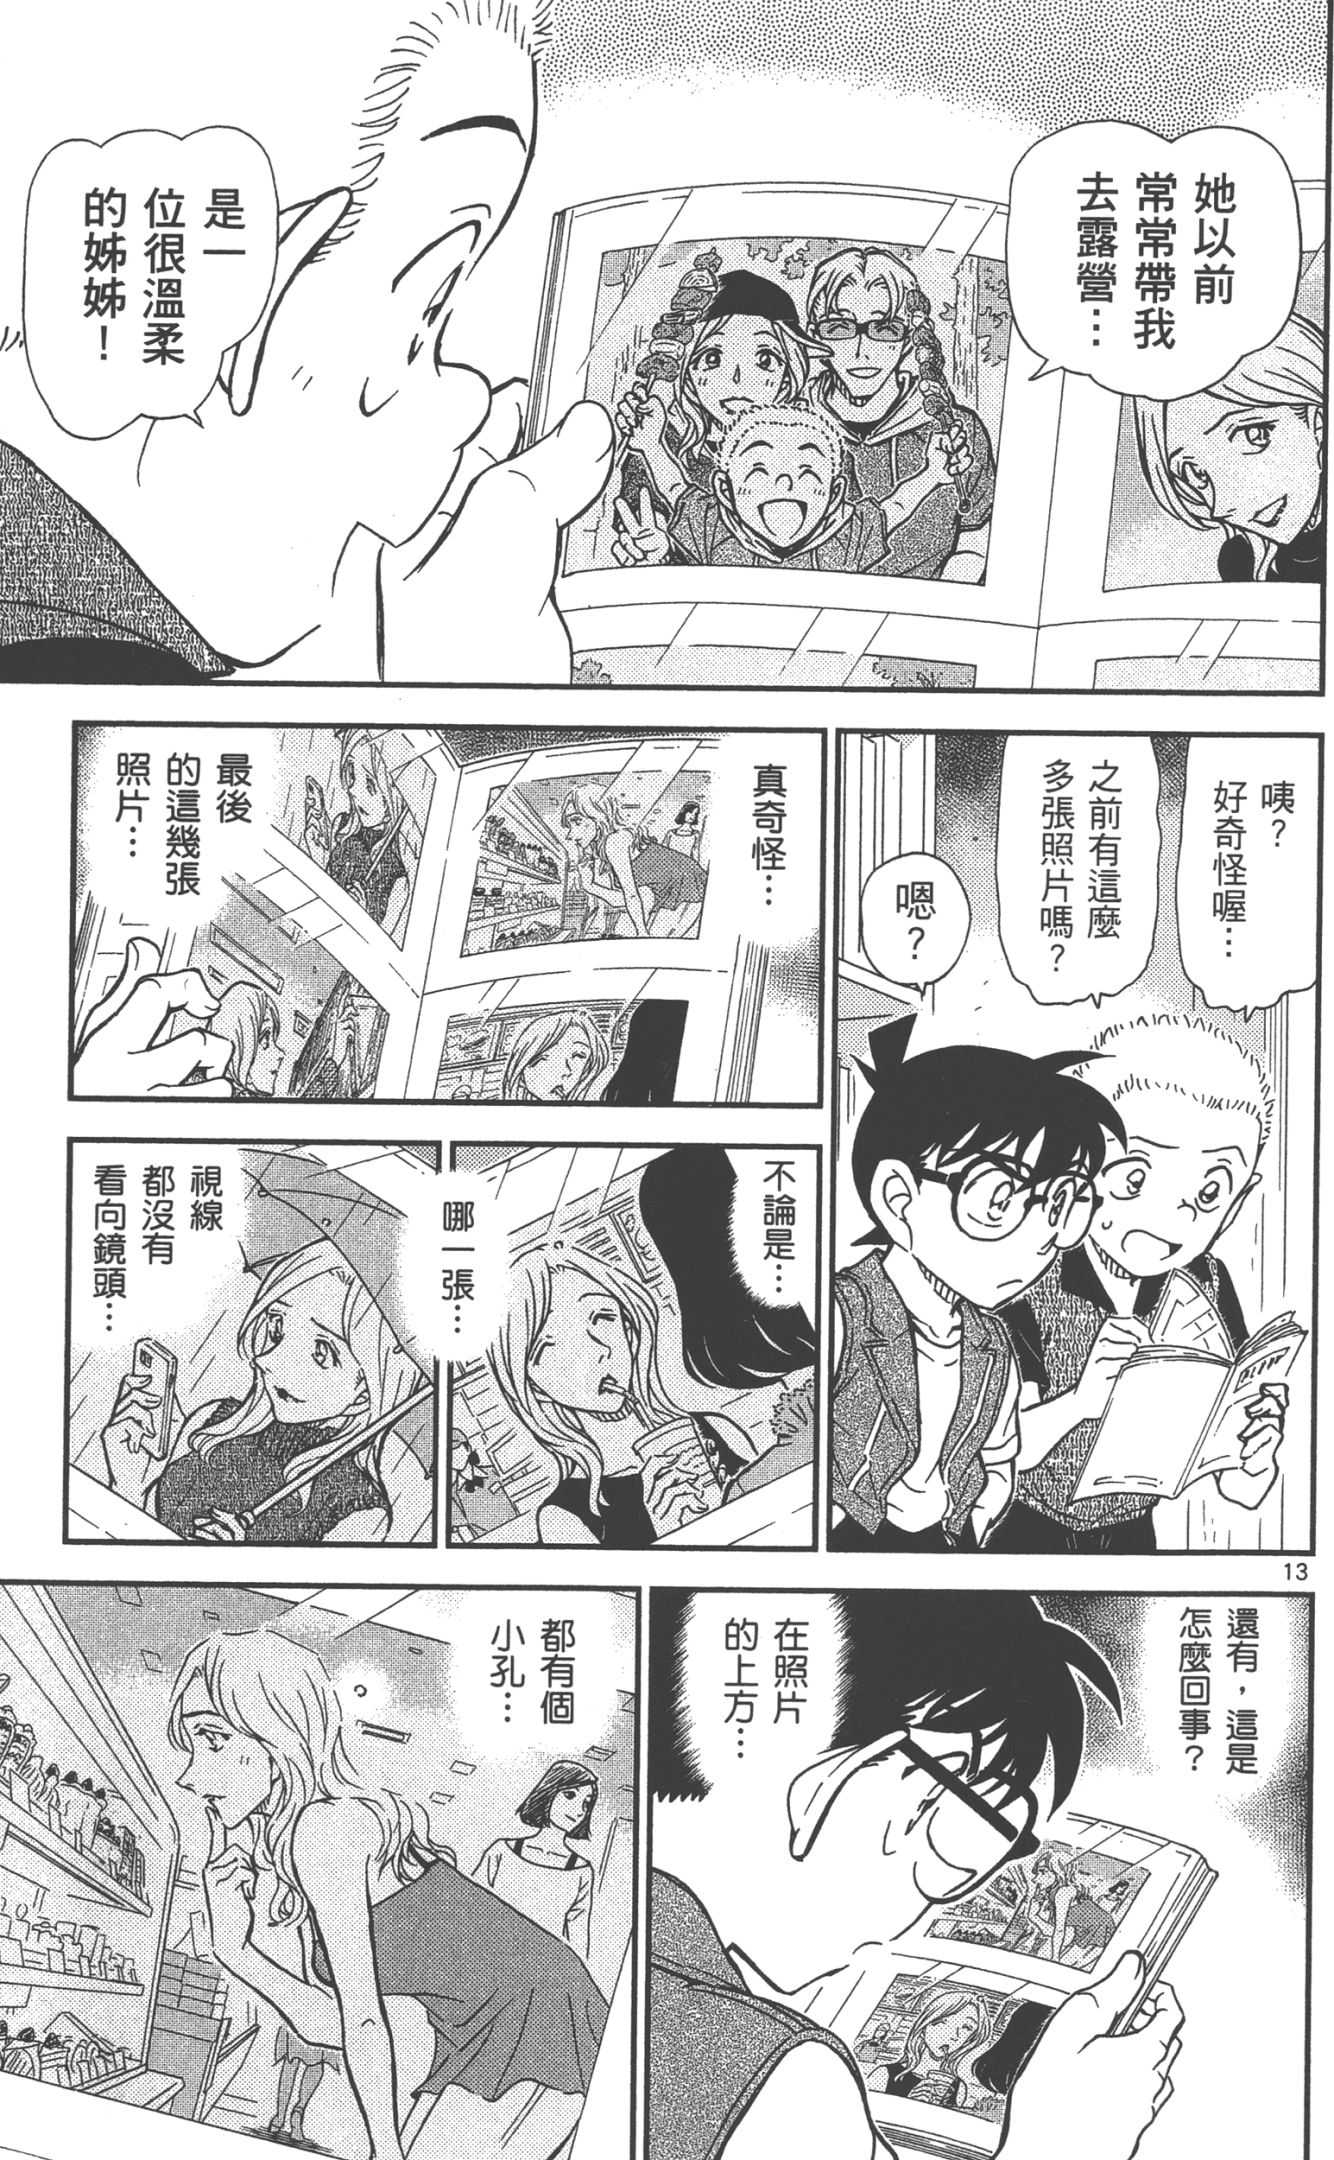 她以前
常常帶我
去露營…
是一
位很溫柔
的姊姊！
咦？
好奇怪喔…
之前有這麼
多張照片嗎？
嗯？
真奇怪…
最後
的這幾張
照片…
不論是…
哪一張…
視線
都沒有
看向鏡頭…
13
還有，這是
怎麼回事？
在照片
的上方…
都有個
小孔…